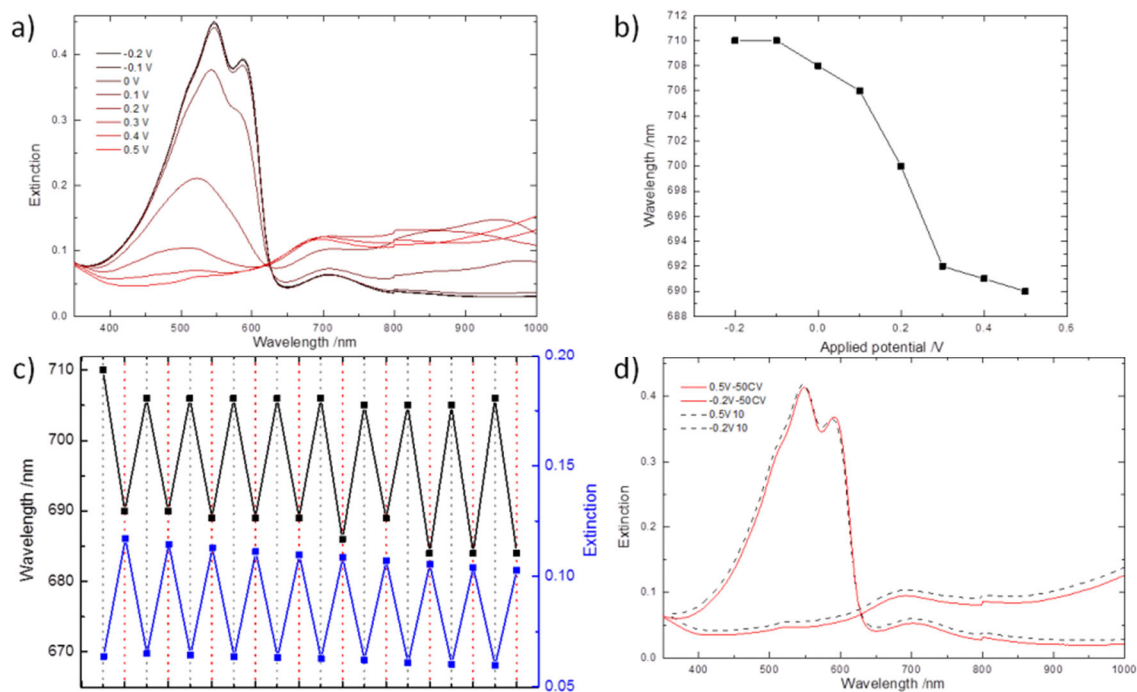 a)
-0.2 V
-0.1 V
0 V
0.1 V
0.2 V
0.3 V
0.4 V
0.5 V
0.4
0.3
0.2
0.1
0.0
Extinction
400 500 600 700 800 900 1000
Wavelength /nm
b)
712
710
708
706
704
702
700
698
696
694
692
690
688
Wavelength /nm
-0.2 0.0 0.2 0.4 0.6
Applied potential /V
c)
710
700
690
680
670
Wavelength /nm
0.20
0.15
0.10
0.05
Extinction
d)
0.5V-50CV
-0.2V-50CV
0.5V 10
-0.2V 10
0.4
0.3
0.2
0.1
0.0
Extinction
400 500 600 700 800 900 1000
Wavelength /nm